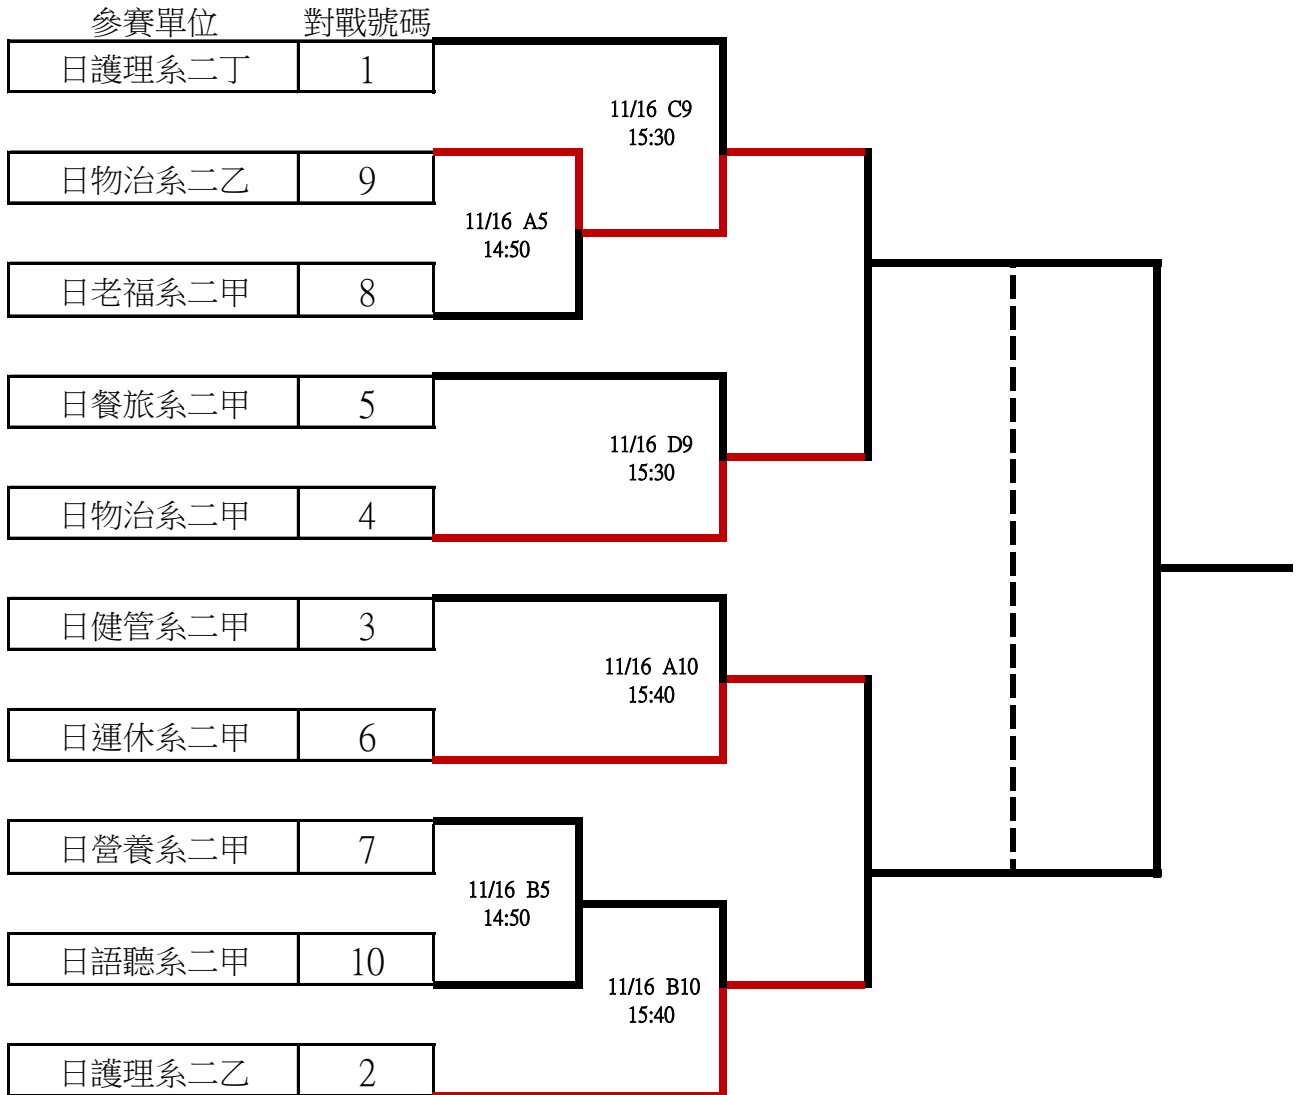 參賽單位 對戰號碼
日護理系二丁 1
11/16 C9
15:30
日物治系二乙 9
11/16 A5
14:50
日老福系二甲 8
日餐旅系二甲 5
11/16 D9
15:30
日物治系二甲 4
日健管系二甲 3
11/16 A10
15:40
日運休系二甲 6
日營養系二甲 7
11/16 B5
14:50
日語聽系二甲 10
11/16 B10
15:40
日護理系二乙 2